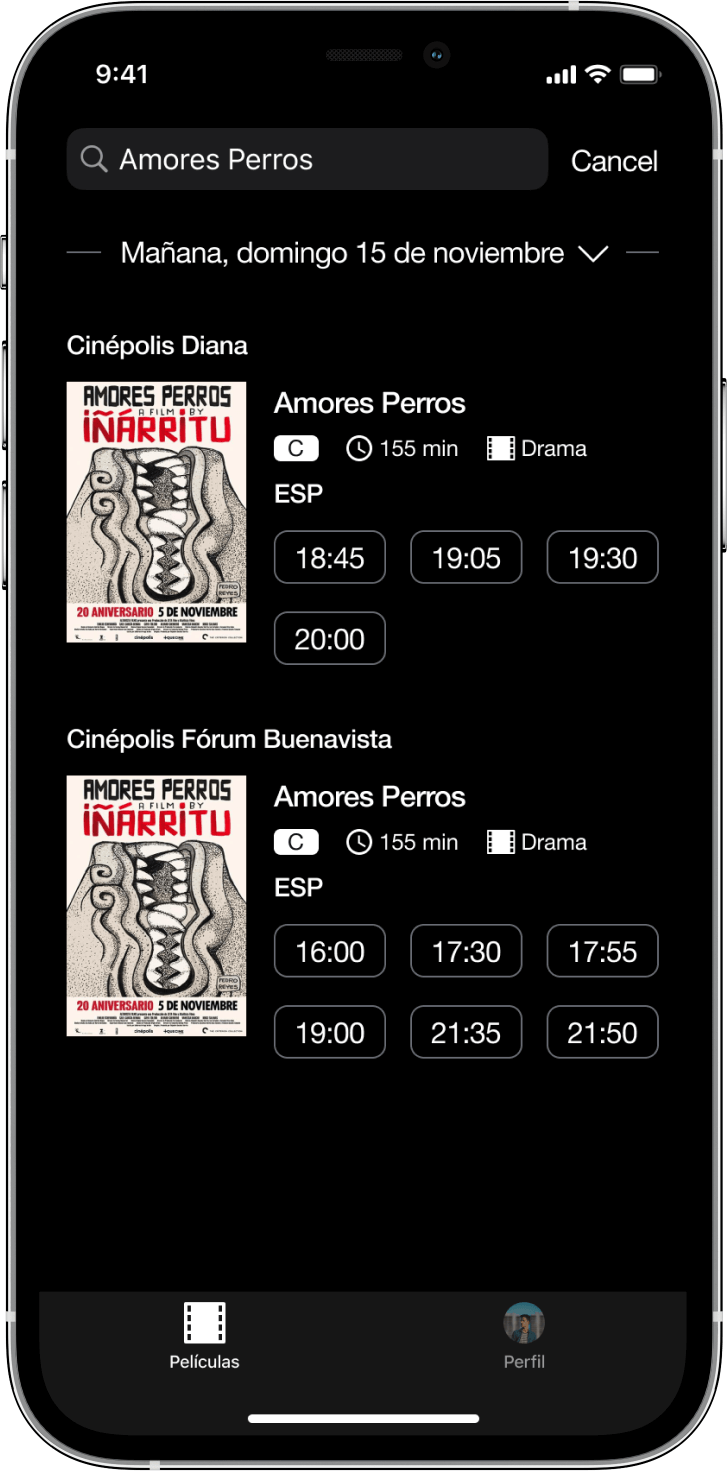 9:41
Amores Perros
Cancel
Mañana, domingo 15 de noviembre
Cinépolis Diana
AMORES PERROS
A FILM BY
IÑÁRRITU
PEDRO
REYES
20 ANIVERSARIO 5 DE NOVIEMBRE
cinépolis
Amores Perros
C 155 min Drama
ESP
18:45 19:05 19:30
20:00
Cinépolis Fórum Buenavista
AMORES PERROS
A FILM BY
IÑÁRRITU
PEDRO
REYES
20 ANIVERSARIO 5 DE NOVIEMBRE
cinépolis
Amores Perros
C 155 min Drama
ESP
16:00 17:30 17:55
19:00 21:35 21:50
Películas Perfil